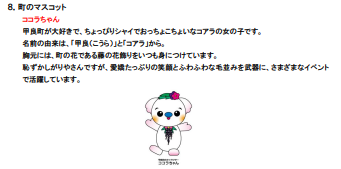 8. 町のマスコット
ココラちゃん
甲良町が大好きで、ちょっぴりシャイでおっちょこちょいなコアラの女の子です。
名前の由来は、「甲良(こうら)」と「コアラ」から。
胸元には、町の花である藤の花飾りをいつも身につけています。
恥ずかしがりやさんですが、愛嬌たっぷりの笑顔とふわふわな毛並みを武器に、さまざまなイベント
で活躍しています。
ココラちゃん